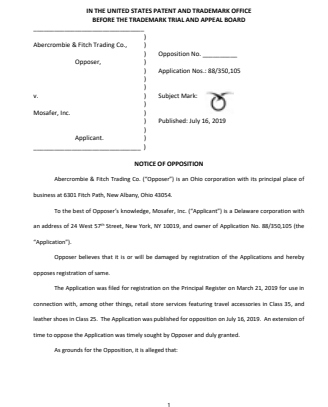 IN THE UNITED STATES PATENT AND TRADEMARK OFFICE
BEFORE THE TRADEMARK TRIAL AND APPEAL BOARD
Abercrombie & Fitch Trading Co.,
Opposer,
v.
Mosafer, Inc.
Applicant.
Opposition No. __________
Application Nos.: 88/350,105
Subject Mark:
Published: July 16, 2019
NOTICE OF OPPOSITION
Abercrombie & Fitch Trading Co. ("Opposer") is an Ohio corporation with its principal place of
business at 6301 Fitch Path, New Albany, Ohio 43054.
To the best of Opposer's knowledge, Mosafer, Inc. ("Applicant") is a Delaware corporation with
an address of 24 West 57th Street, New York, NY 10019, and owner of Application No. 88/350,105 (the
"Application").
Opposer believes that it is or will be damaged by registration of the Applications and hereby
opposes registration of same.
The Application was filed for registration on the Principal Register on March 21, 2019 for use in
connection with, among other things, retail store services featuring travel accessories in Class 35, and
leather shoes in Class 25. The Application was published for opposition on July 16, 2019. An extension of
time to oppose the Application was timely sought by Opposer and duly granted.
As grounds for the Opposition, it is alleged that:
1